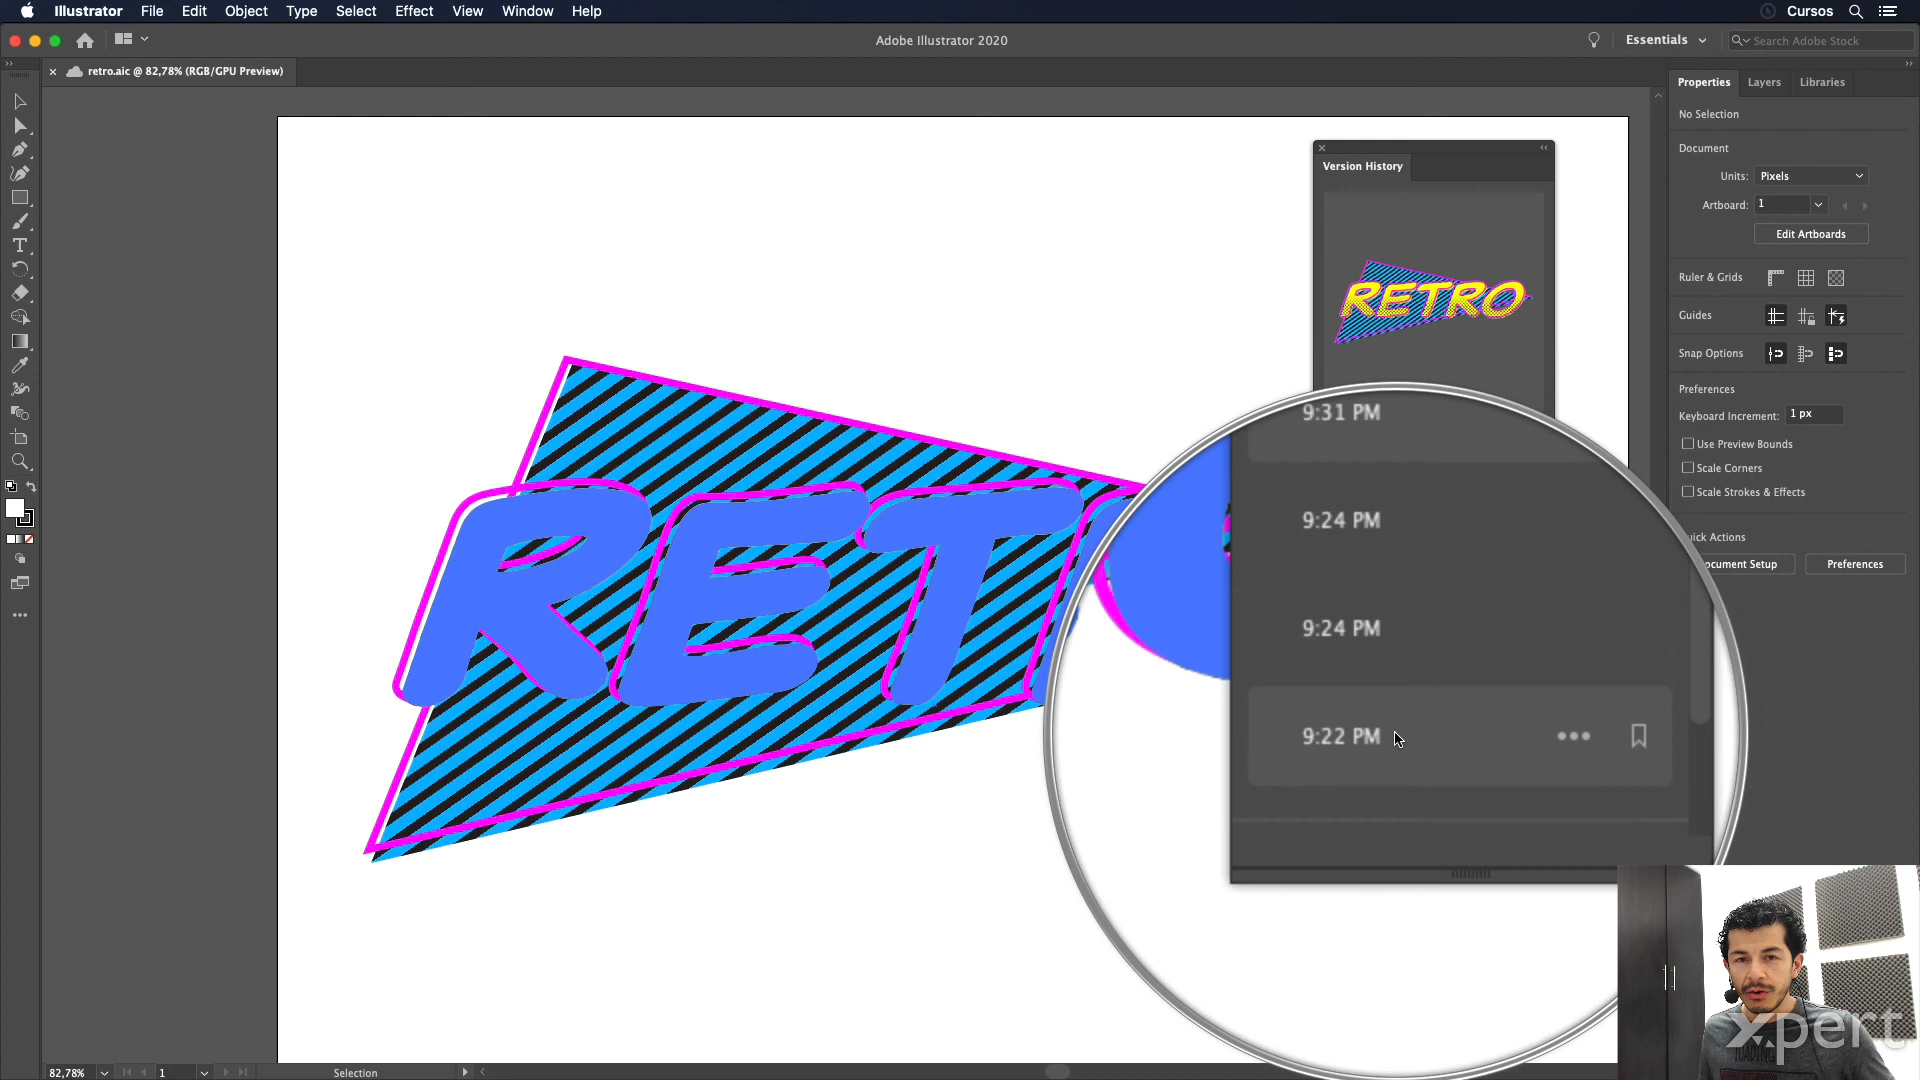 Illustrator File Edit Object Type Select Effect View Window Help
Cursos
Adobe Illustrator 2020
Essentials
Search Adobe Stock
retro.aic @ 82,78% (RGB/GPU Preview)
Properties Layers Libraries
No Selection
Document
Units: Pixels
Artboard: 1
Edit Artboards
Ruler & Grids
Guides
Snap Options
Preferences
Keyboard Increment: 1 px
Use Preview Bounds
Scale Corners
Scale Strokes & Effects
uick Actions
ocument Setup
Preferences
Version History
RETRO
RET
9:31 PM
9:24 PM
9:24 PM
9:22 PM
xpert
82,78%
1
Selection